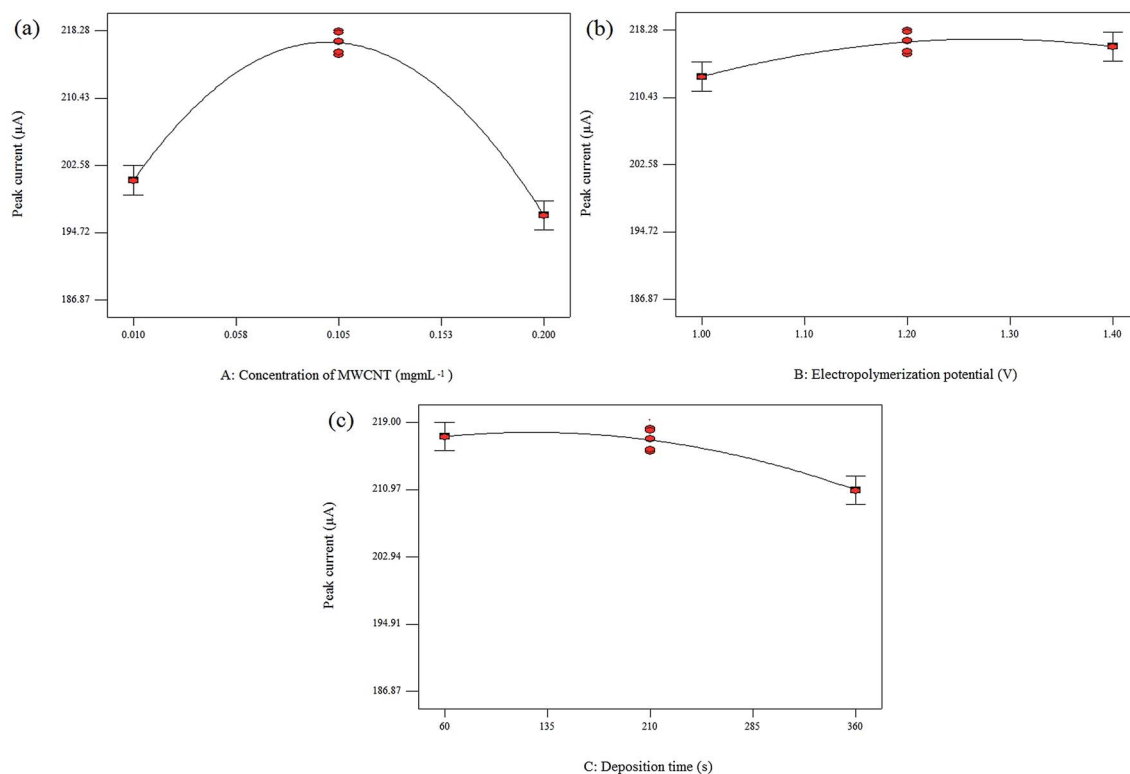 (a)
218.28
210.43
202.58
194.72
186.87
Peak current (µA)
0.010 0.058 0.105 0.153 0.200
A: Concentration of MWCNT (mgmL⁻¹)
(b)
218.28
210.43
202.58
194.72
186.87
Peak current (µA)
1.00 1.10 1.20 1.30 1.40
B: Electropolymerization potential (V)
(c)
219.00
210.97
202.94
194.91
186.87
Peak current (µA)
60 135 210 285 360
C: Deposition time (s)